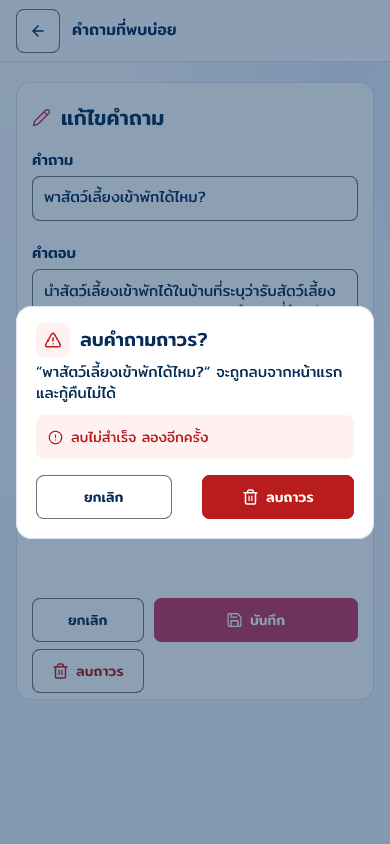 คำถามที่พบบ่อย
แก้ไขคำถาม
คำถาม
พาสัตว์เลี้ยงเข้าพักได้ไหม?
คำตอบ
นำสัตว์เลี้ยงเข้าพักได้ในบ้านที่ระบุว่ารับสัตว์เลี้ยง
ลบคำถามถาวร?
“พาสัตว์เลี้ยงเข้าพักได้ไหม?” จะถูกลบจากหน้าแรก
และกู้คืนไม่ได้
ลบไม่สำเร็จ ลองอีกครั้ง
ยกเลิก
ลบถาวร
ยกเลิก
บันทึก
ลบถาวร